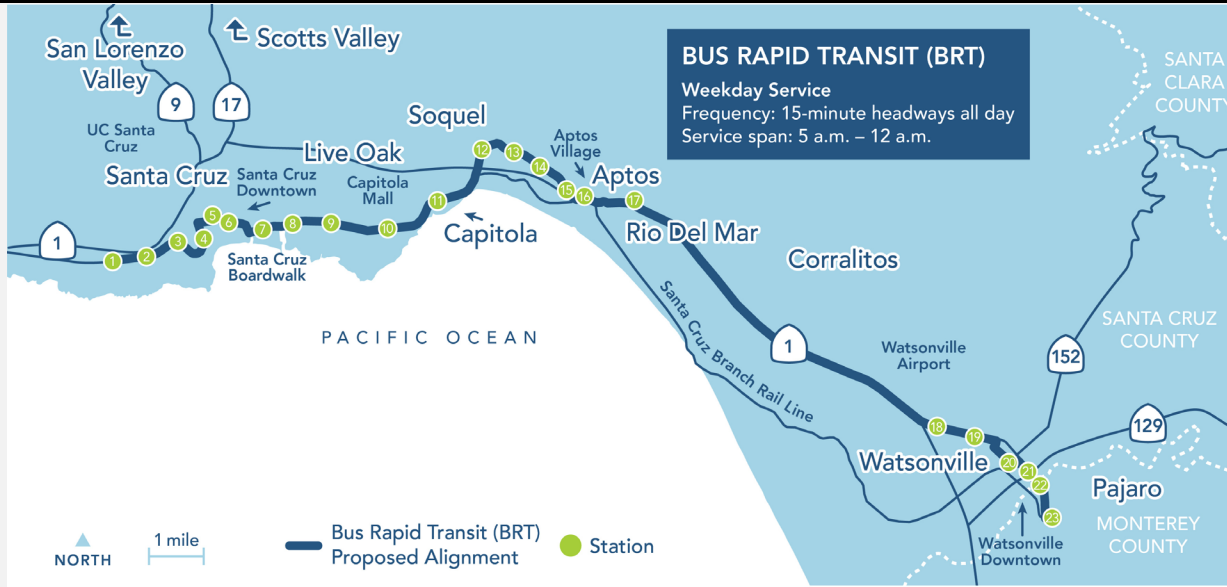 San Lorenzo
Valley
Scotts Valley
9
17
UC Santa
Cruz
Santa Cruz
Santa Cruz
Downtown
Live Oak
Soquel
Capitola
Mall
Capitola
Santa Cruz
Boardwalk
Aptos
Village
Aptos
Rio Del Mar
Corralitos
BUS RAPID TRANSIT (BRT)
Weekday Service
Frequency: 15-minute headways all day
Service span: 5 a.m. – 12 a.m.
SANTA
CLARA
COUNTY
1
1
2
3
4
5
6
7
8
9
10
11
12
13
14
15
16
17
PACIFIC OCEAN
Santa Cruz Branch Rail Line
1
Watsonville
Airport
SANTA CRUZ
COUNTY
152
129
18
19
20
21
22
23
Watsonville
Pajaro
MONTEREY
COUNTY
Watsonville
Downtown
NORTH
1 mile
Bus Rapid Transit (BRT)
Proposed Alignment
Station